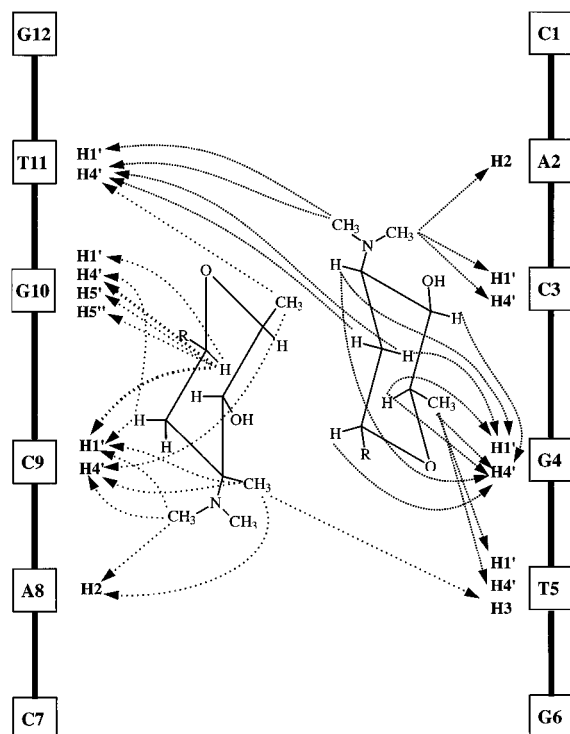 G12
C1
T11
H1'
H4'
H2
A2
CH₃
CH₃
N
G10
H1'
H4'
H5'
H5''
O
CH₃
R
H
H
H
OH
H
H
OH
H
H1'
H4'
C3
H
H
H
CH₃
H
R
O
C9
H1'
H4'
H
CH₃
N
CH₃
CH₃
H1'
H4'
G4
A8
H2
H1'
H4'
H3
T5
C7
G6